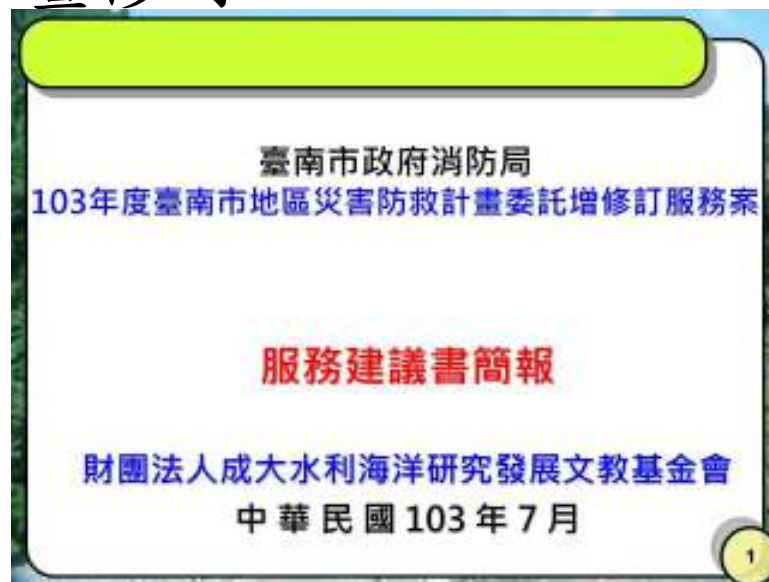 臺南市政府消防局
103年度臺南市地區災害防救計畫委託增修訂服務案
服務建議書簡報
財團法人成大水利海洋研究發展文教基金會
中華民國103年7月
1